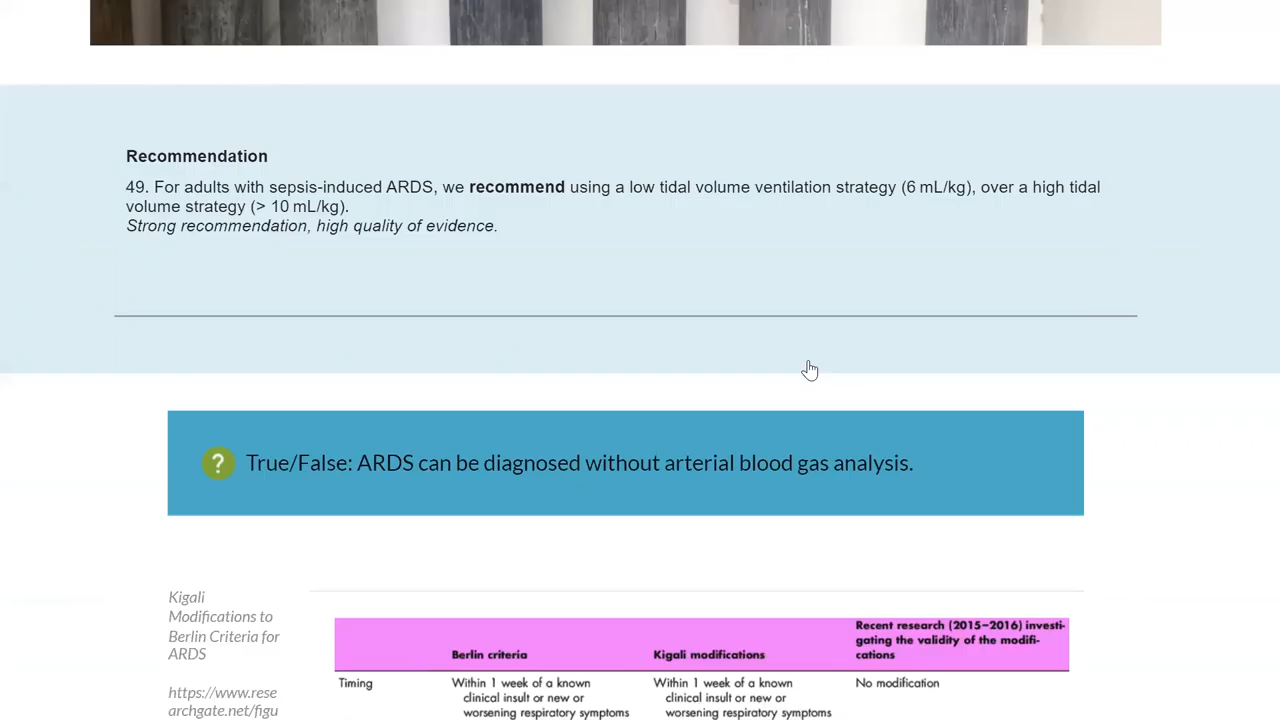 Recommendation
49. For adults with sepsis-induced ARDS, we recommend using a low tidal volume ventilation strategy (6 mL/kg), over a high tidal
volume strategy (> 10 mL/kg).
Strong recommendation, high quality of evidence.
? True/False: ARDS can be diagnosed without arterial blood gas analysis.
Kigali
Modifications to
Berlin Criteria for
ARDS
https://www.rese
archgate.net/figu
Recent research (2015–2016) investi-
gating the validity of the modifi-
cations
Berlin criteria
Kigali modifications
Timing
Within 1 week of a known
clinical insult or new or
worsening respiratory symptoms
Within 1 week of a known
clinical insult or new or
worsening respiratory symptoms
No modification